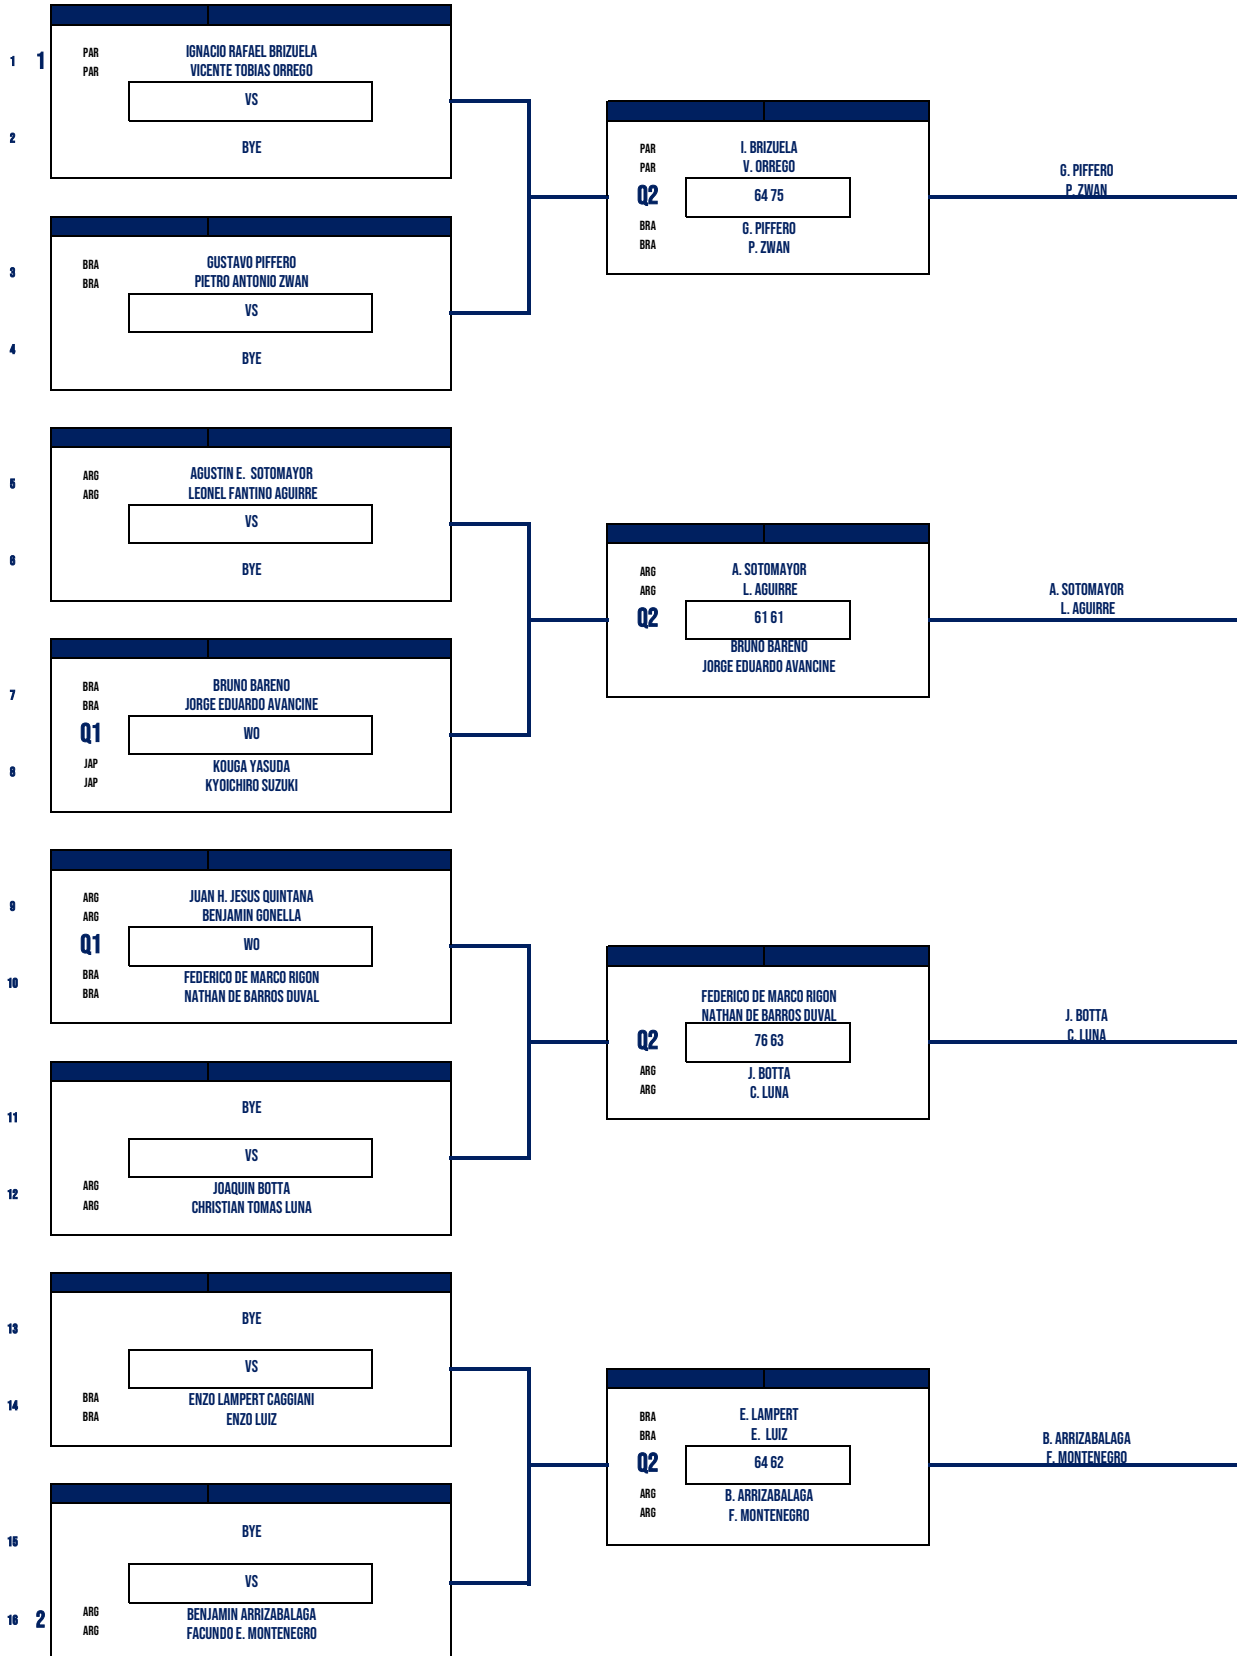 1 1 PAR IGNACIO RAFAEL BRIZUELA
PAR VICENTE TOBIAS ORREGO
VS
2 BYE
3 BRA GUSTAVO PIFFERO
BRA PIETRO ANTONIO ZWAN
VS
4 BYE
5 ARG AGUSTIN E. SOTOMAYOR
ARG LEONEL FANTINO AGUIRRE
VS
6 BYE
7 BRA BRUNO BARENO
BRA JORGE EDUARDO AVANCINE
Q1 WO
8 JAP KOUGA YASUDA
JAP KYOICHIRO SUZUKI
9 ARG JUAN H. JESUS QUINTANA
ARG BENJAMIN GONELLA
Q1 WO
10 BRA FEDERICO DE MARCO RIGON
BRA NATHAN DE BARROS DUVAL
11 BYE
VS
12 ARG JOAQUIN BOTTA
ARG CHRISTIAN TOMAS LUNA
13 BYE
VS
14 BRA ENZO LAMPERT CAGGIANI
BRA ENZO LUIZ
15 BYE
VS
16 2 ARG BENJAMIN ARRIZABALAGA
ARG FACUNDO E. MONTENEGRO
PAR I. BRIZUELA
PAR V. ORREGO
Q2 64 75
BRA G. PIFFERO
BRA P. ZWAN
ARG A. SOTOMAYOR
ARG L. AGUIRRE
Q2 61 61
BRUNO BARENO
JORGE EDUARDO AVANCINE
FEDERICO DE MARCO RIGON
NATHAN DE BARROS DUVAL
Q2 76 63
ARG J. BOTTA
ARG C. LUNA
BRA E. LAMPERT
BRA E. LUIZ
Q2 64 62
ARG B. ARRIZABALAGA
ARG F. MONTENEGRO
G. PIFFERO
P. ZWAN
A. SOTOMAYOR
L. AGUIRRE
J. BOTTA
C. LUNA
B. ARRIZABALAGA
F. MONTENEGRO